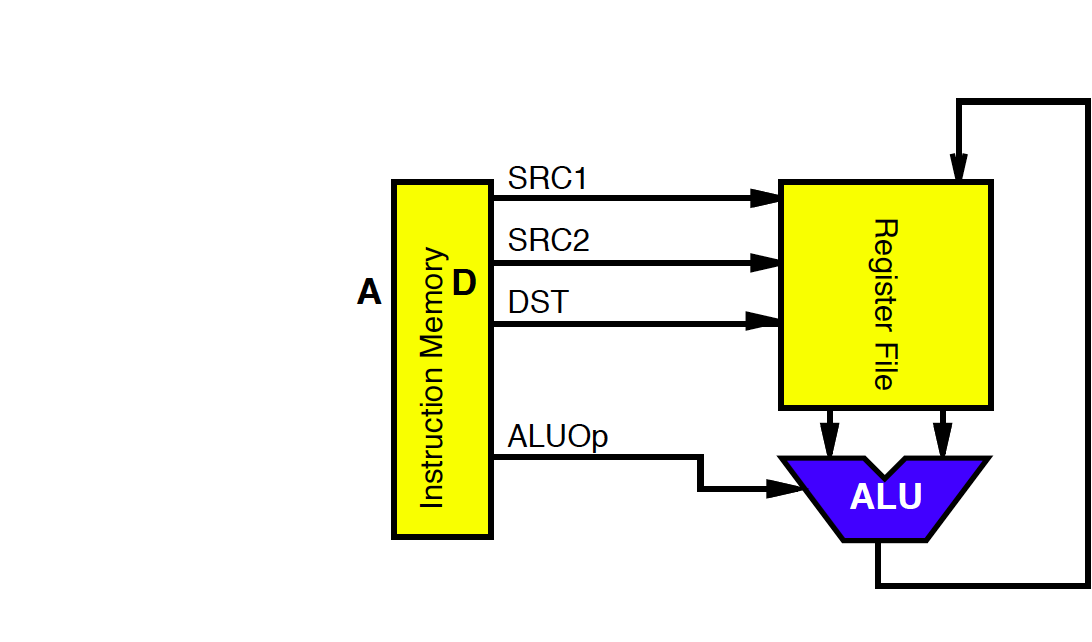 SRC1
SRC2
DST
ALUOp
A
D
Instruction Memory
Register File
ALU